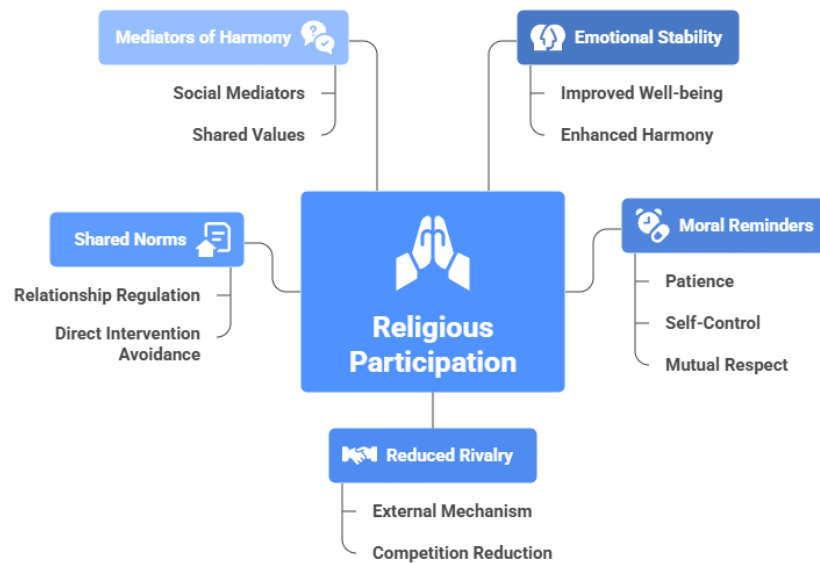 Mediators of Harmony
Social Mediators
Shared Values
Emotional Stability
Improved Well-being
Enhanced Harmony
Shared Norms
Relationship Regulation
Direct Intervention
Avoidance
Religious
Participation
Moral Reminders
Patience
Self-Control
Mutual Respect
Reduced Rivalry
External Mechanism
Competition Reduction